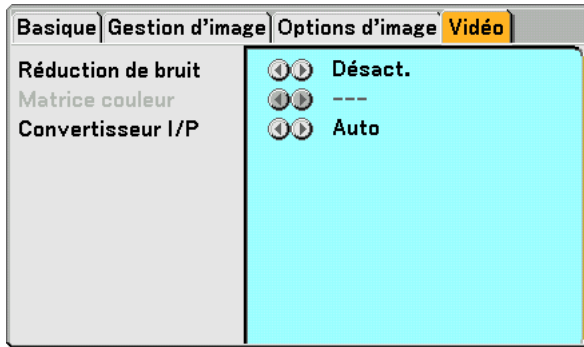 Basique Gestion d'image Options d'image Vidéo
Réduction de bruit Désact.
Matrice couleur ---
Convertisseur I/P Auto